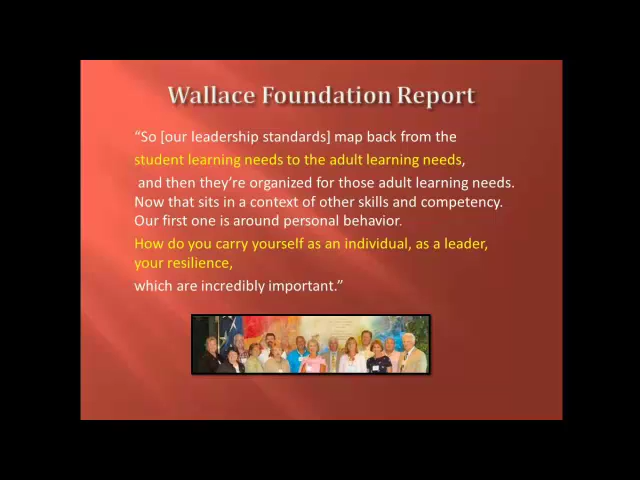 Wallace Foundation Report
“So [our leadership standards] map back from the
student learning needs to the adult learning needs,
and then they’re organized for those adult learning needs.
Now that sits in a context of other skills and competency.
Our first one is around personal behavior.
How do you carry yourself as an individual, as a leader,
your resilience,
which are incredibly important.”